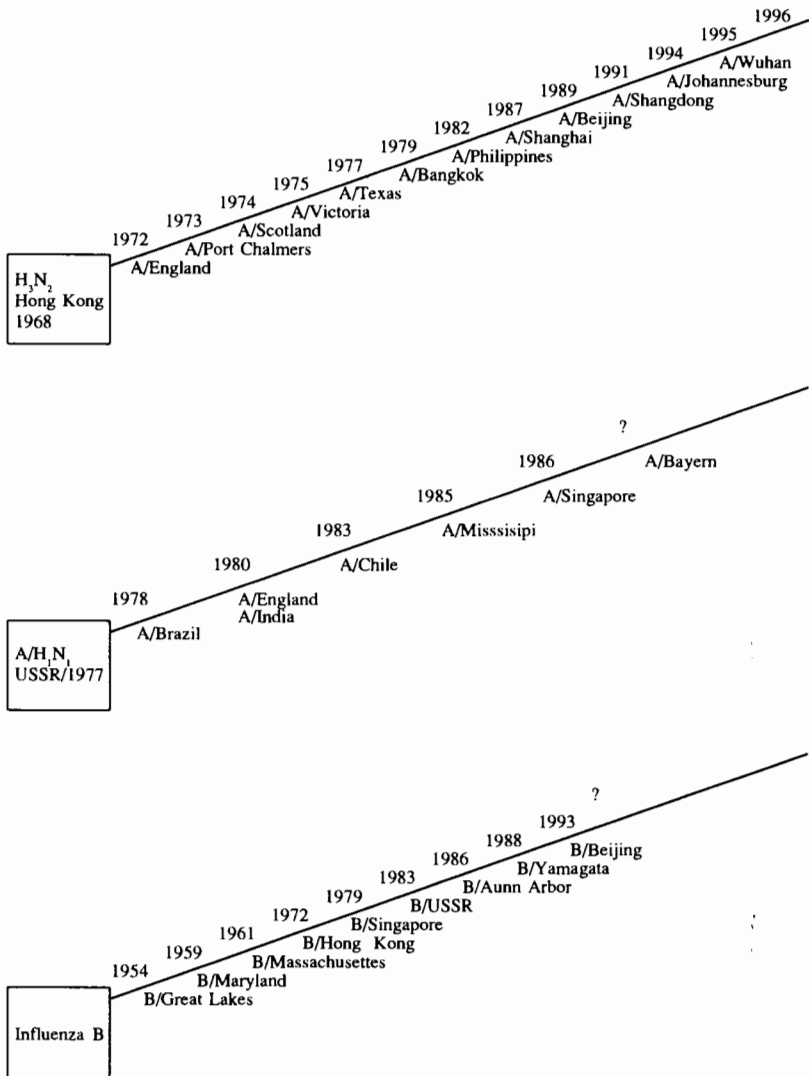 1996
1995
1994
A/Wuhan
1991
A/Johannesburg
1989
A/Shangdong
1987
A/Beijing
1982
A/Shanghai
1979
A/Philippines
1977
A/Bangkok
1975
A/Texas
1974
A/Victoria
1973
A/Scotland
1972
A/Port Chalmers
A/England
H₃N₂
Hong Kong
1968
?
A/Bayern
1986
A/Singapore
1985
A/Misssisipi
1983
A/Chile
1980
A/England
A/India
1978
A/Brazil
A/H₁N₁
USSR/1977
?
1993
B/Beijing
1988
B/Yamagata
1986
B/Aunn Arbor
1983
B/USSR
1979
B/Singapore
1972
B/Hong Kong
1961
B/Massachusettes
1959
B/Maryland
1954
B/Great Lakes
Influenza B